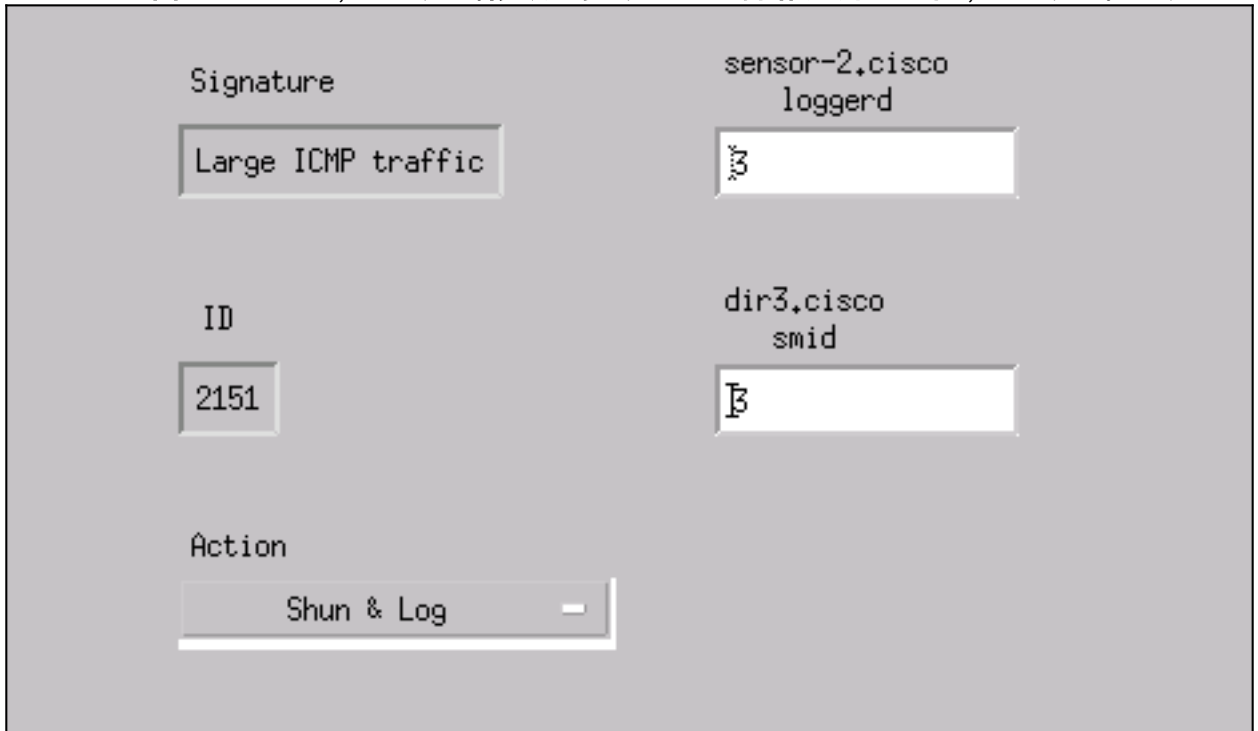 Signature
Large ICMP traffic
ID
2151
Action
Shun & Log
sensor-2.cisco
loggerd
3
dir3.cisco
smid
3